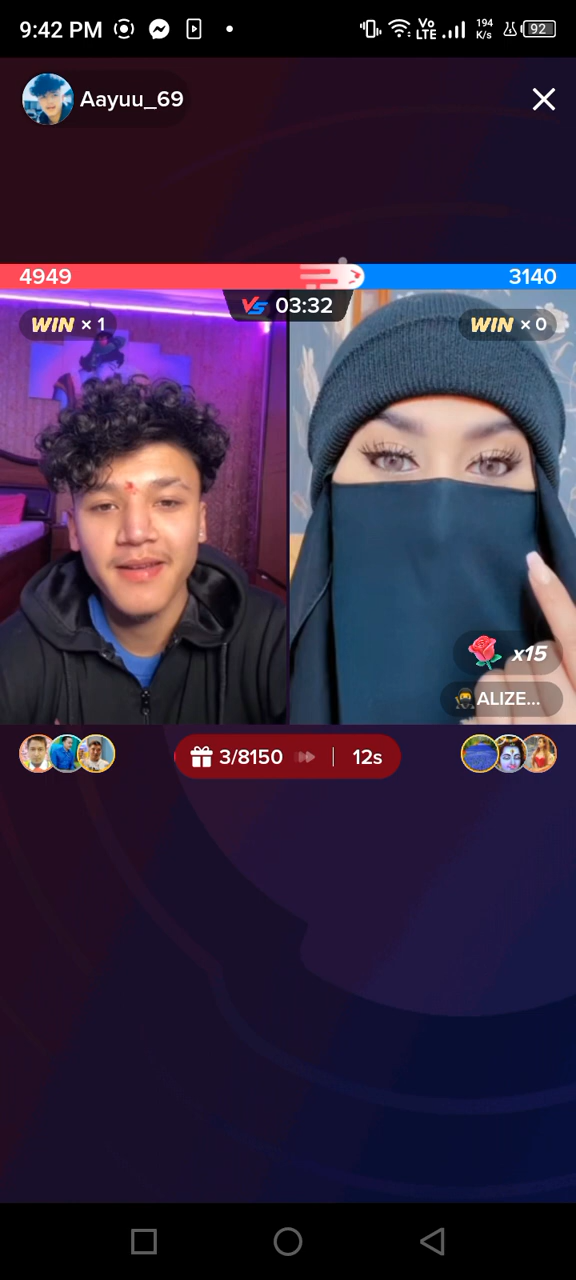 9:42 PM Vo LTE 194 K/s 92
Aayuu_69
4949 3140
VS 03:32
WIN × 1 WIN × 0
x15
ALIZE...
3/8150 12s